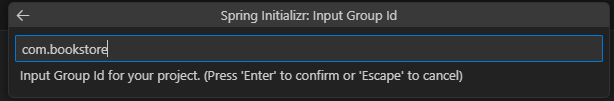 Spring Initializr: Input Group Id
com.bookstore
Input Group Id for your project. (Press 'Enter' to confirm or 'Escape' to cancel)